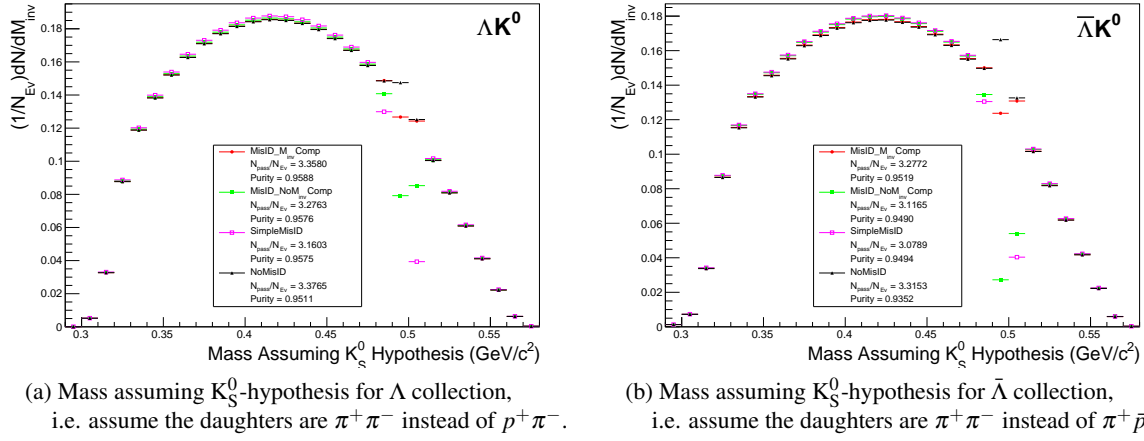 ΛK⁰
(1/N_Ev)dN/dM_inv
0.18
0.16
0.14
0.12
0.1
0.08
0.06
0.04
0.02
0
MisID_M_inv_Comp
N_pass/N_Ev = 3.3580
Purity = 0.9588
MisID_NoM_inv_Comp
N_pass/N_Ev = 3.2763
Purity = 0.9576
SimpleMisID
N_pass/N_Ev = 3.1603
Purity = 0.9575
NoMisID
N_pass/N_Ev = 3.3765
Purity = 0.9511
0.3 0.35 0.4 0.45 0.5 0.55
Mass Assuming K⁰_S Hypothesis (GeV/c²)
(a) Mass assuming K⁰_S-hypothesis for Λ collection,
i.e. assume the daughters are π⁺π⁻ instead of p⁺π⁻.
Λ̄K⁰
(1/N_Ev)dN/dM_inv
0.18
0.16
0.14
0.12
0.1
0.08
0.06
0.04
0.02
0
MisID_M_inv_Comp
N_pass/N_Ev = 3.2772
Purity = 0.9519
MisID_NoM_inv_Comp
N_pass/N_Ev = 3.1165
Purity = 0.9490
SimpleMisID
N_pass/N_Ev = 3.0789
Purity = 0.9494
NoMisID
N_pass/N_Ev = 3.3153
Purity = 0.9352
0.3 0.35 0.4 0.45 0.5 0.55
Mass Assuming K⁰_S Hypothesis (GeV/c²)
(b) Mass assuming K⁰_S-hypothesis for Λ̄ collection,
i.e. assume the daughters are π⁺π⁻ instead of π⁺p̄